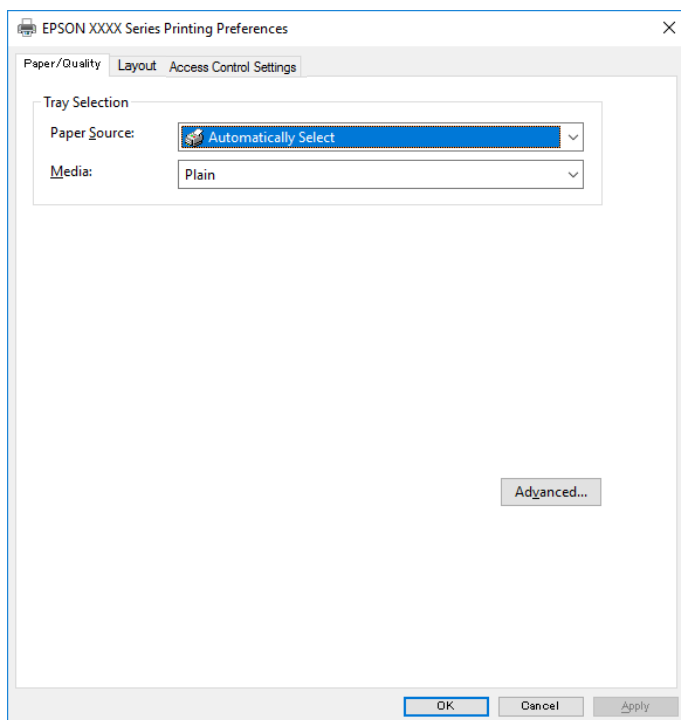 EPSON XXXX Series Printing Preferences
Paper/Quality Layout Access Control Settings
Tray Selection
Paper Source: Automatically Select
Media: Plain
Advanced...
OK Cancel Apply